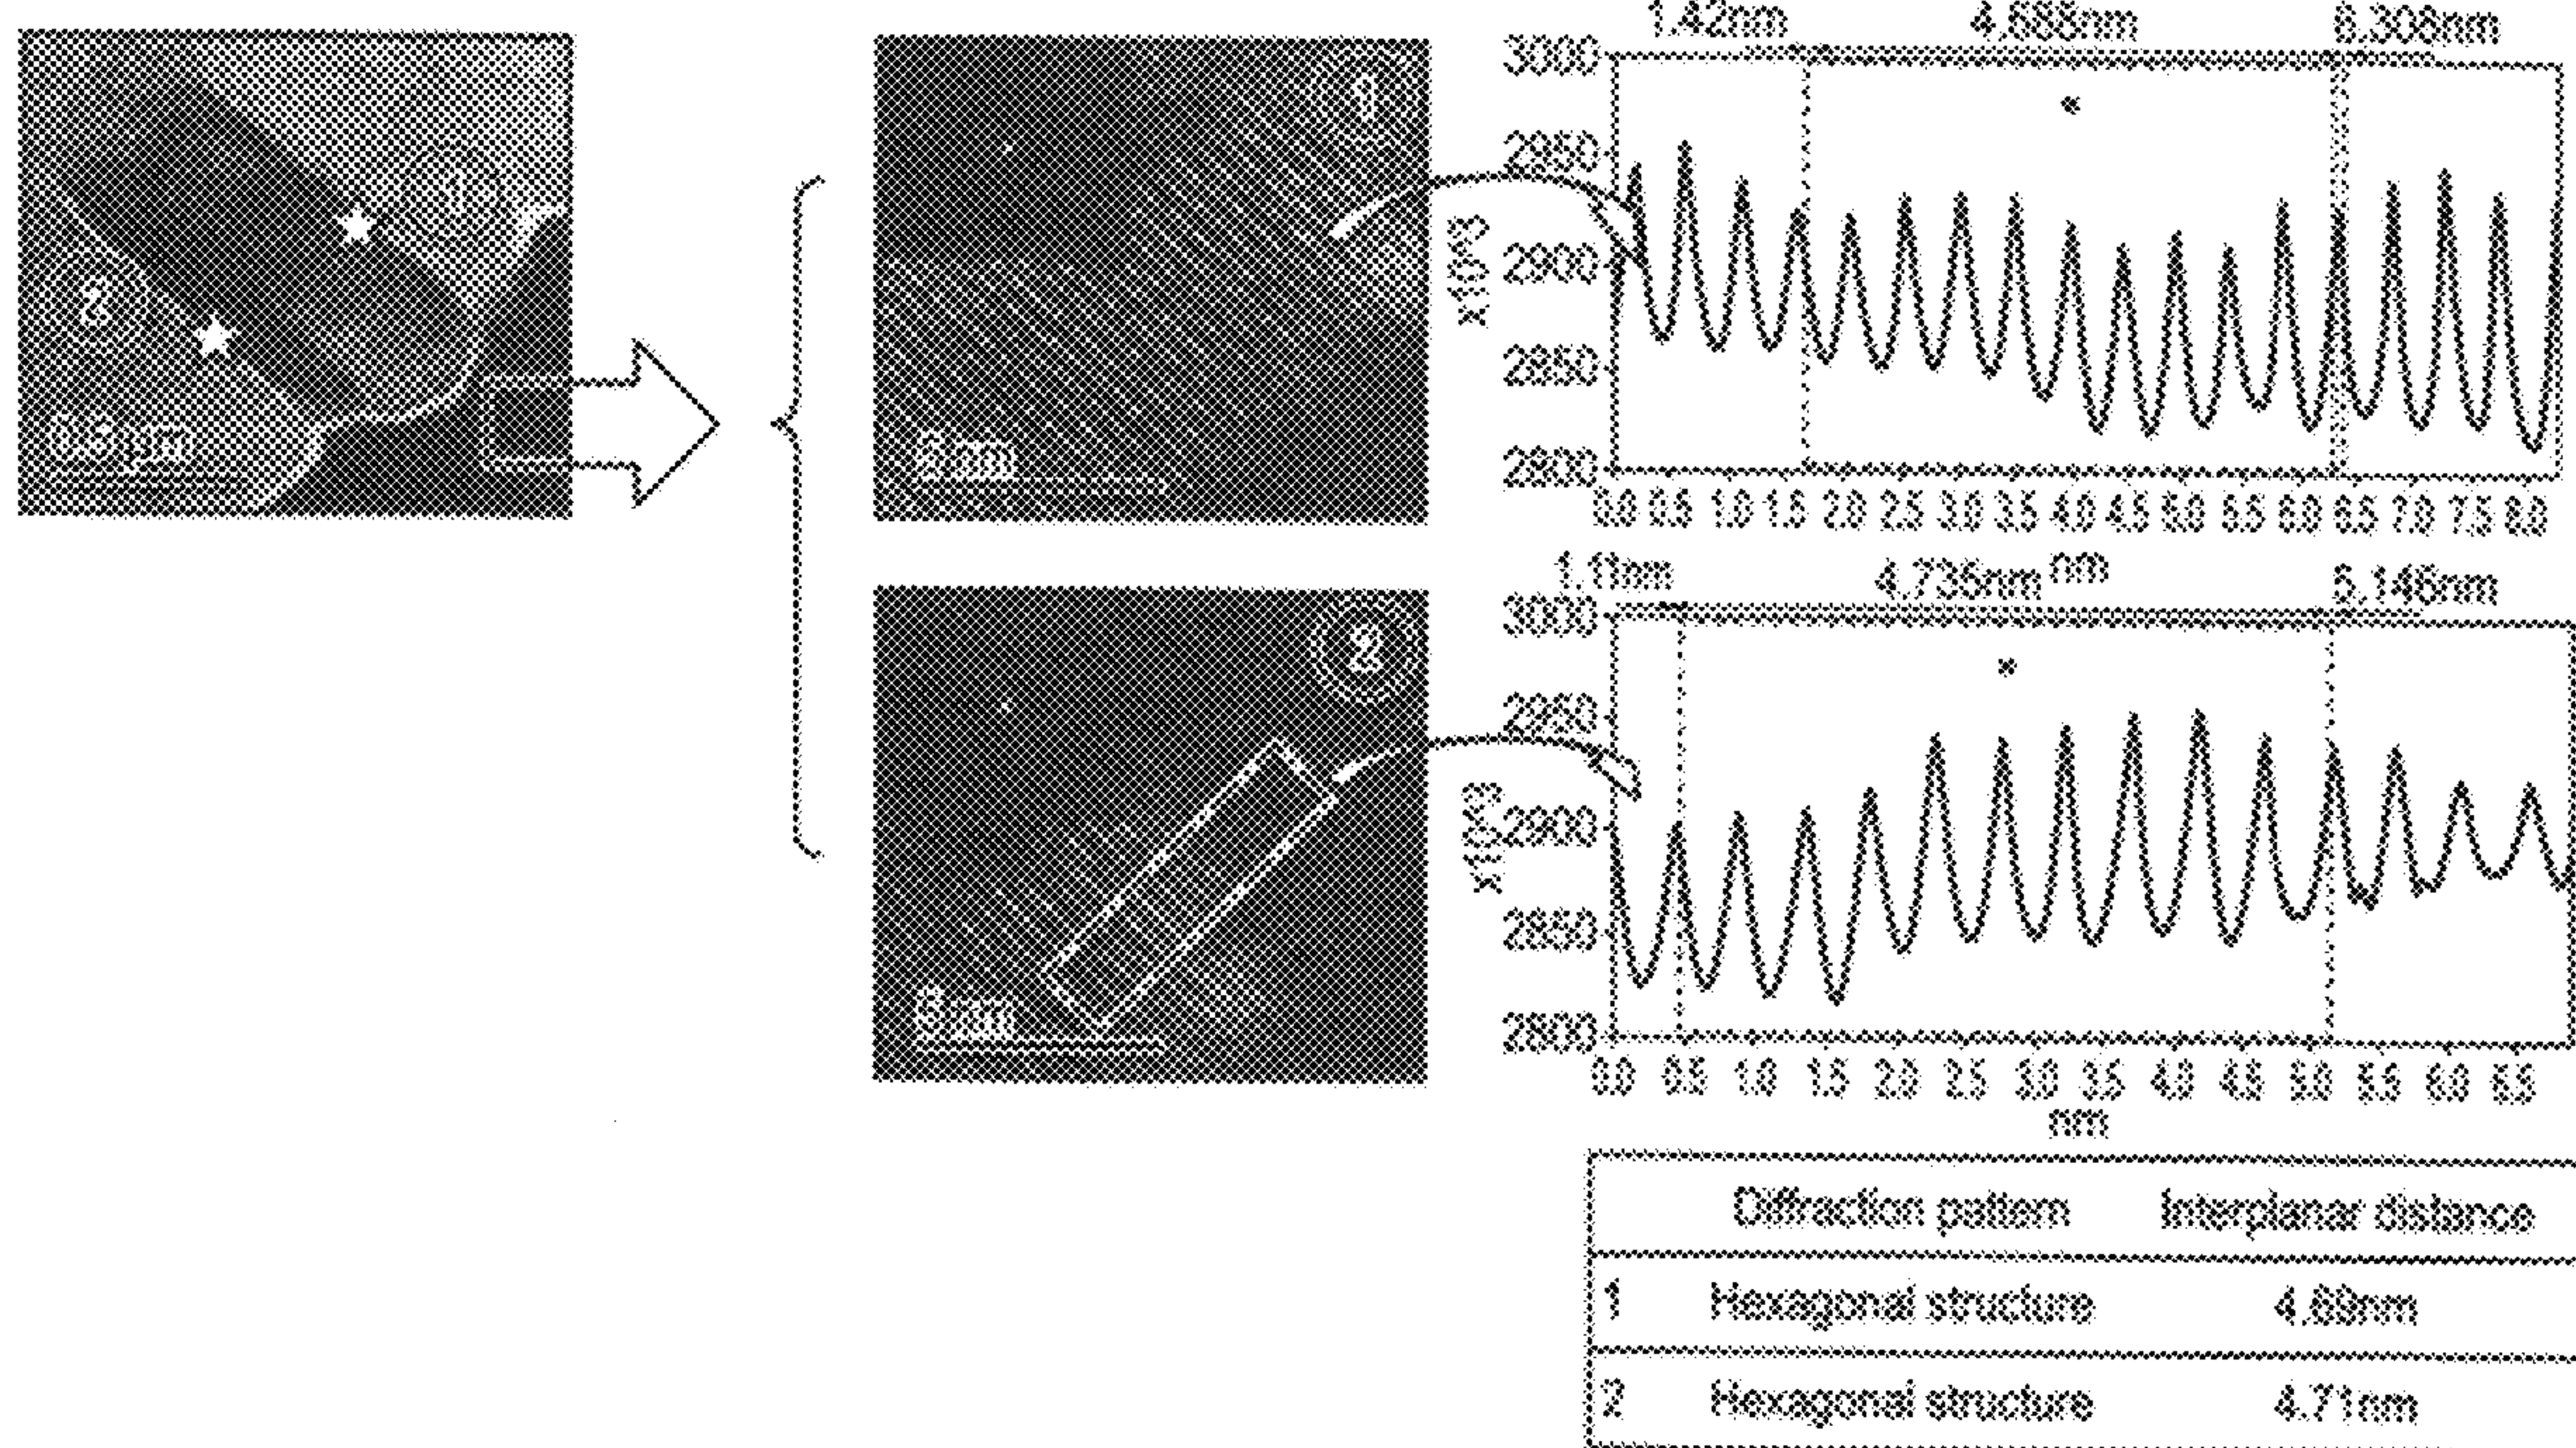 1
2
0.5 μm
1
nm
1.42nm 4.688nm 6.308nm
3000
2950
2900
2850
2800
x10^3
0.0 0.5 1.0 1.5 2.0 2.5 3.0 3.5 4.0 4.5 5.0 5.5 6.0 6.5 7.0 7.5 8.0
nm
2
nm
4.735nm 5.146nm
3000
2950
2900
2850
2800
x10^3
0.0 0.5 1.0 1.5 2.0 2.5 3.0 3.5 4.0 4.5 5.0 5.5 6.0 6.5
nm
Diffraction pattern Interplanar distance
1 Hexagonal structure 4.69nm
2 Hexagonal structure 4.71nm